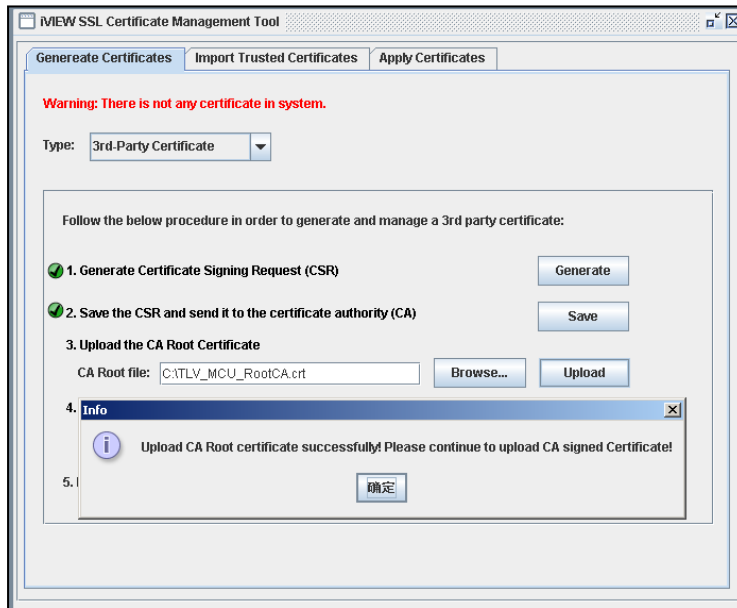 iVIEW SSL Certificate Management Tool
Genereate Certificates
Import Trusted Certificates
Apply Certificates
Warning: There is not any certificate in system.
Type:
3rd-Party Certificate
Follow the below procedure in order to generate and manage a 3rd party certificate:
1. Generate Certificate Signing Request (CSR)
Generate
2. Save the CSR and send it to the certificate authority (CA)
Save
3. Upload the CA Root Certificate
CA Root file:
C:\TLV_MCU_RootCA.crt
Browse...
Upload
4.
Info
Upload CA Root certificate successfully! Please continue to upload CA signed Certificate!
确定
5.